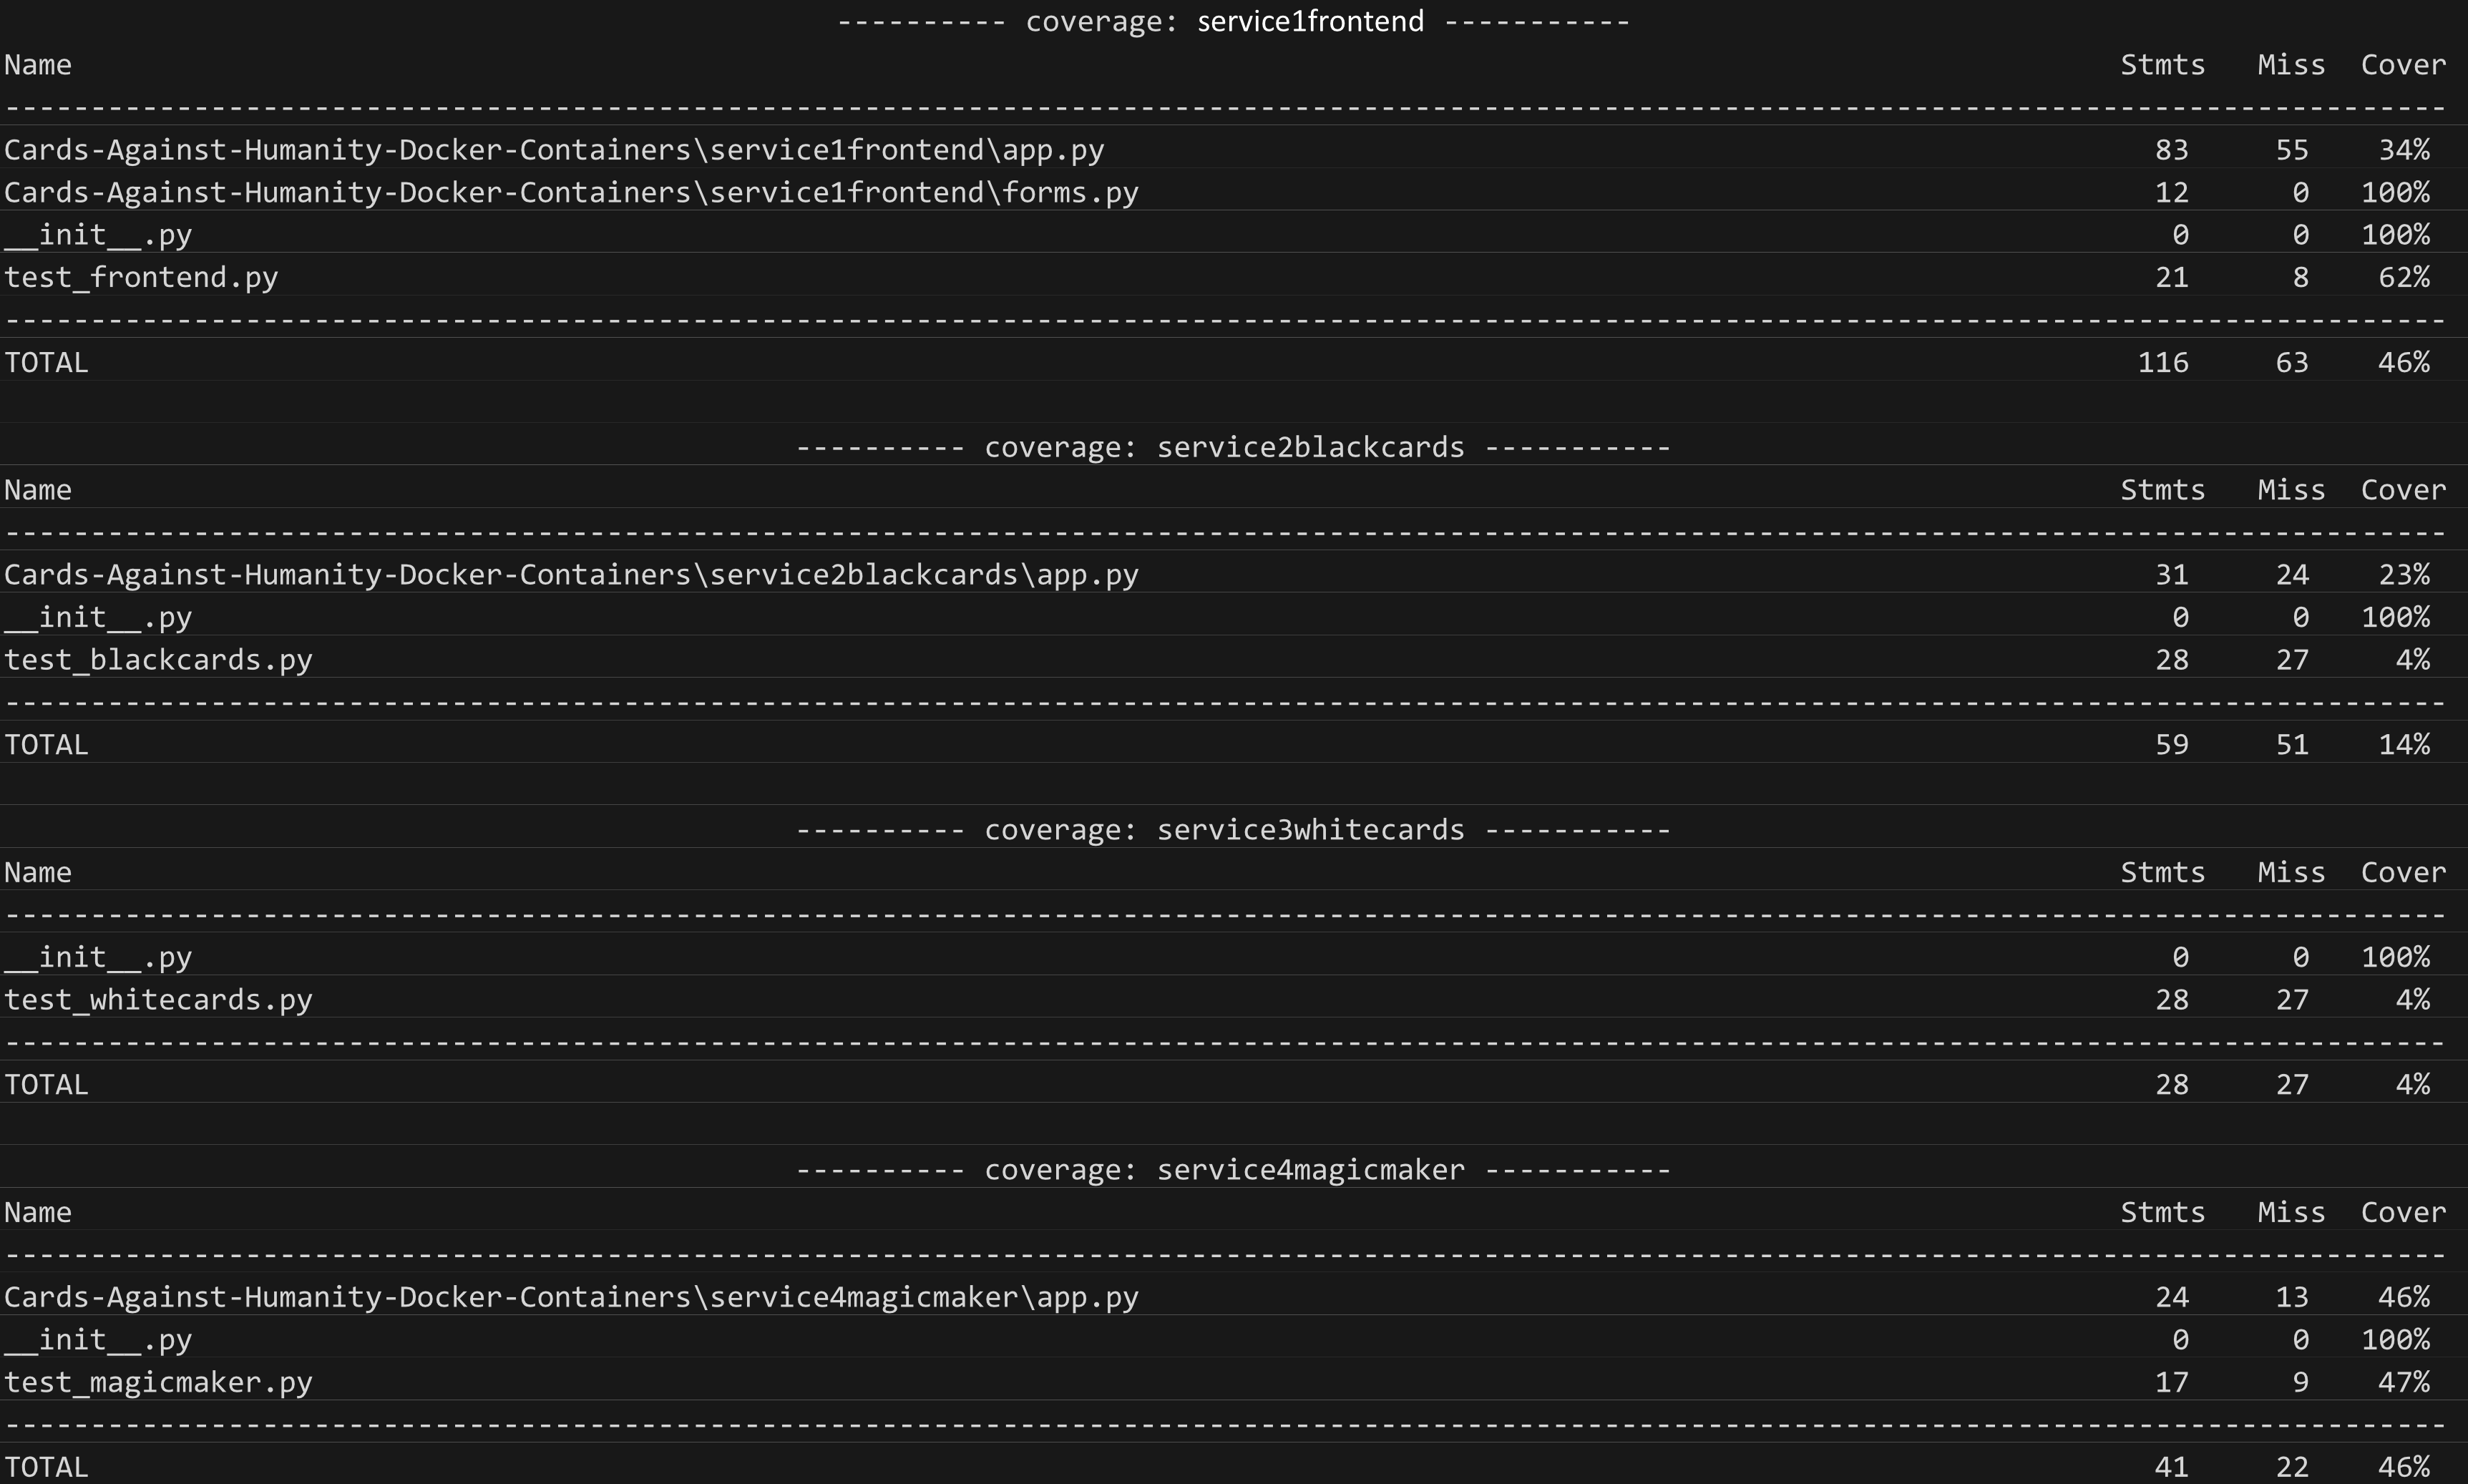 ---------- coverage: service1frontend -----------
Name Stmts Miss Cover
----------------------------------------------------------------------------------------------------------------------------------------------
Cards-Against-Humanity-Docker-Containers\service1frontend\app.py 83 55 34%
Cards-Against-Humanity-Docker-Containers\service1frontend\forms.py 12 0 100%
__init__.py 0 0 100%
test_frontend.py 21 8 62%
----------------------------------------------------------------------------------------------------------------------------------------------
TOTAL 116 63 46%
---------- coverage: service2blackcards -----------
Name Stmts Miss Cover
----------------------------------------------------------------------------------------------------------------------------------------------
Cards-Against-Humanity-Docker-Containers\service2blackcards\app.py 31 24 23%
__init__.py 0 0 100%
test_blackcards.py 28 27 4%
----------------------------------------------------------------------------------------------------------------------------------------------
TOTAL 59 51 14%
---------- coverage: service3whitecards -----------
Name Stmts Miss Cover
----------------------------------------------------------------------------------------------------------------------------------------------
__init__.py 0 0 100%
test_whitecards.py 28 27 4%
----------------------------------------------------------------------------------------------------------------------------------------------
TOTAL 28 27 4%
---------- coverage: service4magicmaker -----------
Name Stmts Miss Cover
----------------------------------------------------------------------------------------------------------------------------------------------
Cards-Against-Humanity-Docker-Containers\service4magicmaker\app.py 24 13 46%
__init__.py 0 0 100%
test_magicmaker.py 17 9 47%
----------------------------------------------------------------------------------------------------------------------------------------------
TOTAL 41 22 46%